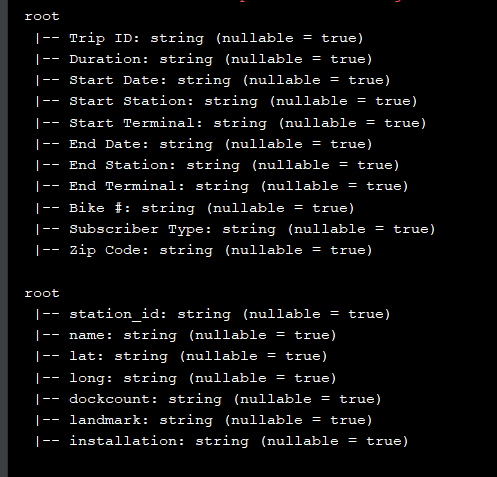 root
|-- Trip ID: string (nullable = true)
|-- Duration: string (nullable = true)
|-- Start Date: string (nullable = true)
|-- Start Station: string (nullable = true)
|-- Start Terminal: string (nullable = true)
|-- End Date: string (nullable = true)
|-- End Station: string (nullable = true)
|-- End Terminal: string (nullable = true)
|-- Bike #: string (nullable = true)
|-- Subscriber Type: string (nullable = true)
|-- Zip Code: string (nullable = true)
root
|-- station_id: string (nullable = true)
|-- name: string (nullable = true)
|-- lat: string (nullable = true)
|-- long: string (nullable = true)
|-- dockcount: string (nullable = true)
|-- landmark: string (nullable = true)
|-- installation: string (nullable = true)